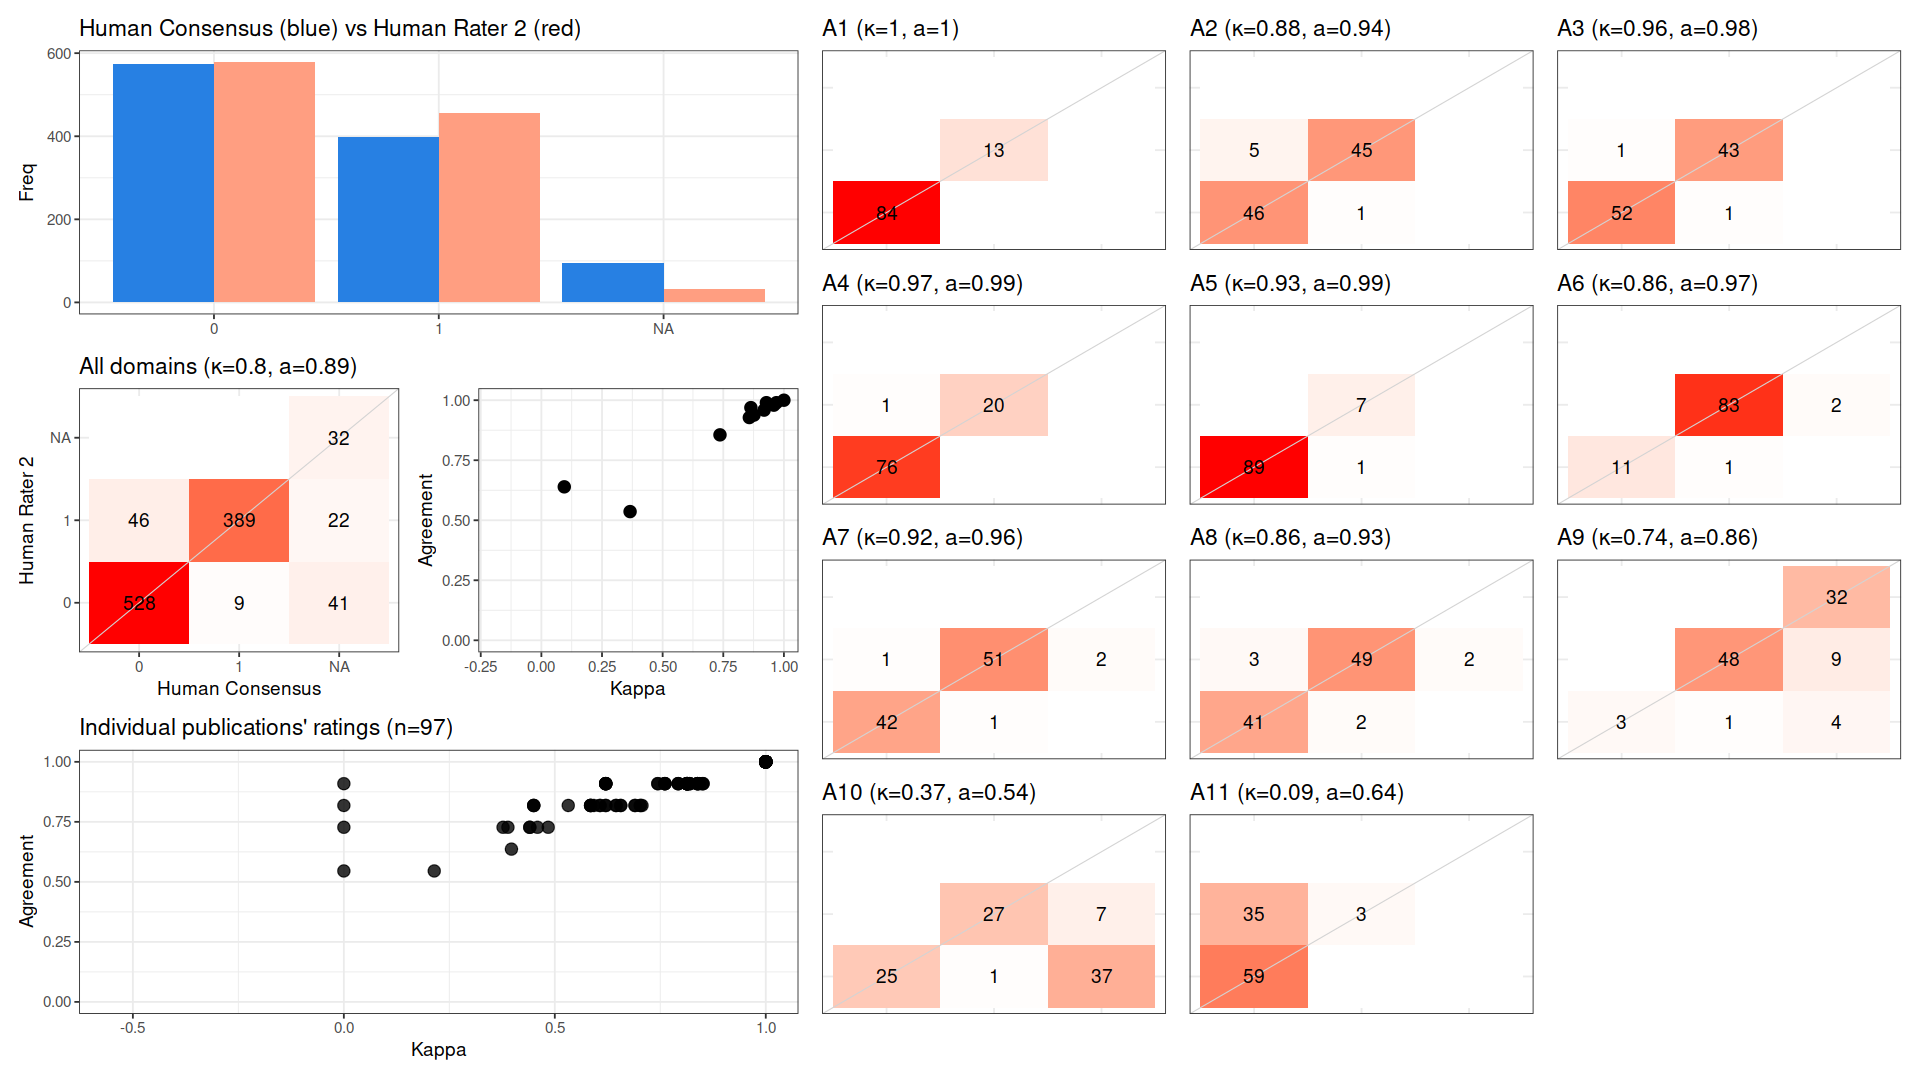 Human Consensus (blue) vs Human Rater 2 (red)
Freq
600
400
200
0
0 1 NA
All domains (κ=0.8, a=0.89)
Human Rater 2
NA
1
0
32
46 389 22
528 9 41
0 1 NA
Human Consensus
Agreement
1.00
0.75
0.50
0.25
0.00
-0.25 0.00 0.25 0.50 0.75 1.00
Kappa
Individual publications' ratings (n=97)
Agreement
1.00
0.75
0.50
0.25
0.00
-0.5 0.0 0.5 1.0
Kappa
A1 (κ=1, a=1)
13
84
A2 (κ=0.88, a=0.94)
5 45
46 1
A3 (κ=0.96, a=0.98)
1 43
52 1
A4 (κ=0.97, a=0.99)
1 20
76
A5 (κ=0.93, a=0.99)
7
89 1
A6 (κ=0.86, a=0.97)
83 2
11 1
A7 (κ=0.92, a=0.96)
1 51 2
42 1
A8 (κ=0.86, a=0.93)
3 49 2
41 2
A9 (κ=0.74, a=0.86)
32
48 9
3 1 4
A10 (κ=0.37, a=0.54)
27 7
25 1 37
A11 (κ=0.09, a=0.64)
35 3
59